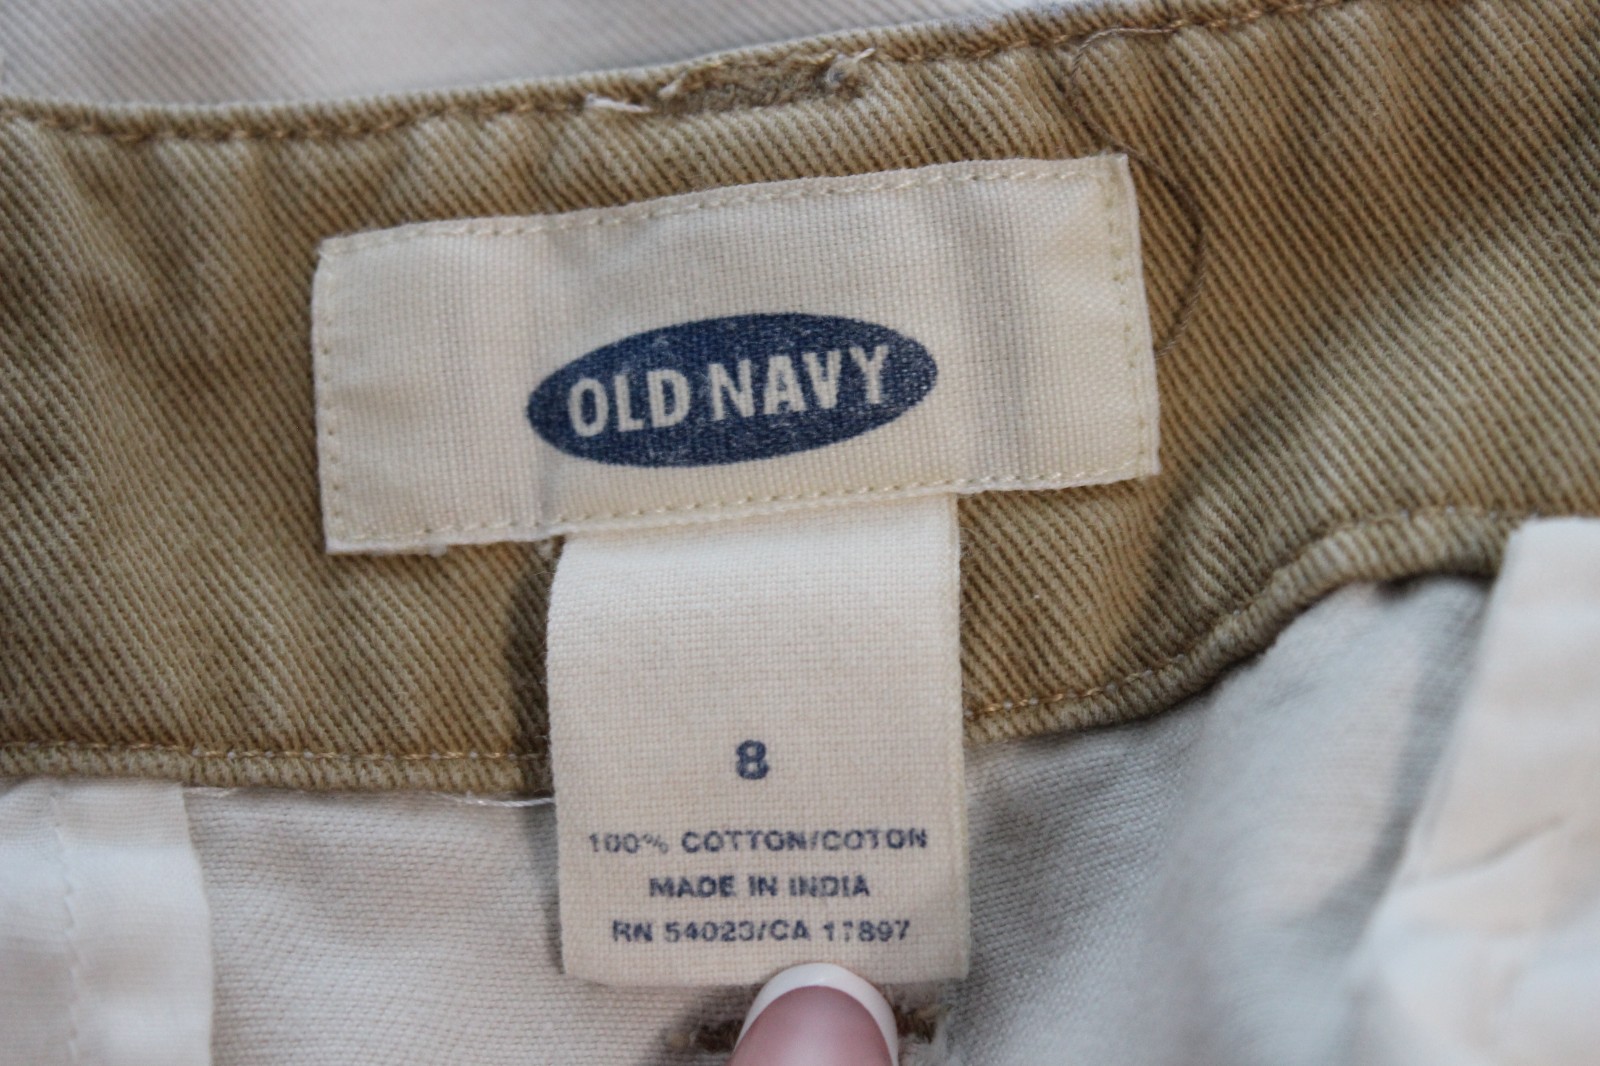 OLD NAVY
8
100% COTTON/COTON
MADE IN INDIA
RN 54023/CA 17897